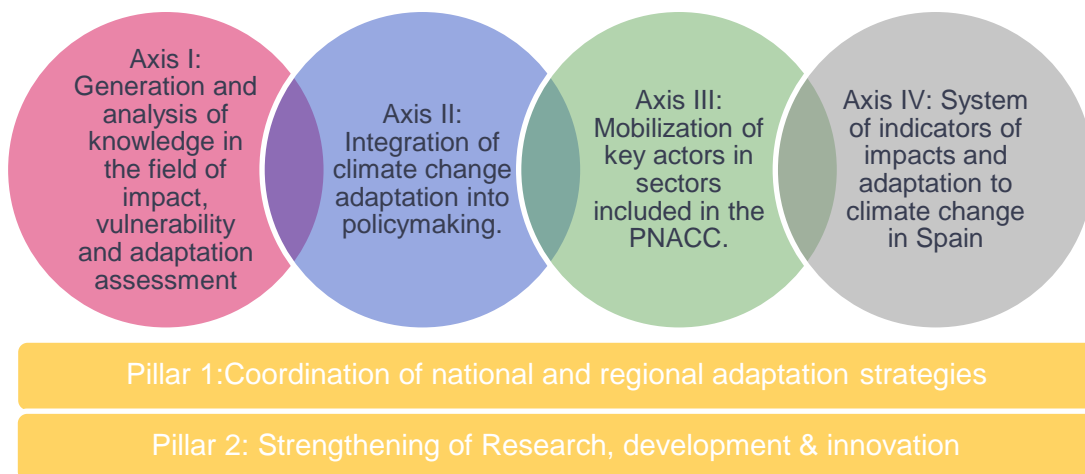 Axis I:
Generation and
analysis of
knowledge in
the field of
impact,
vulnerability
and adaptation
assessment
Axis II:
Integration of
climate change
adaptation into
policymaking.
Axis III:
Mobilization of
key actors in
sectors
included in the
PNACC.
Axis IV: System
of indicators of
impacts and
adaptation to
climate change
in Spain
Pillar 1:Coordination of national and regional adaptation strategies
Pillar 2: Strengthening of Research, development & innovation